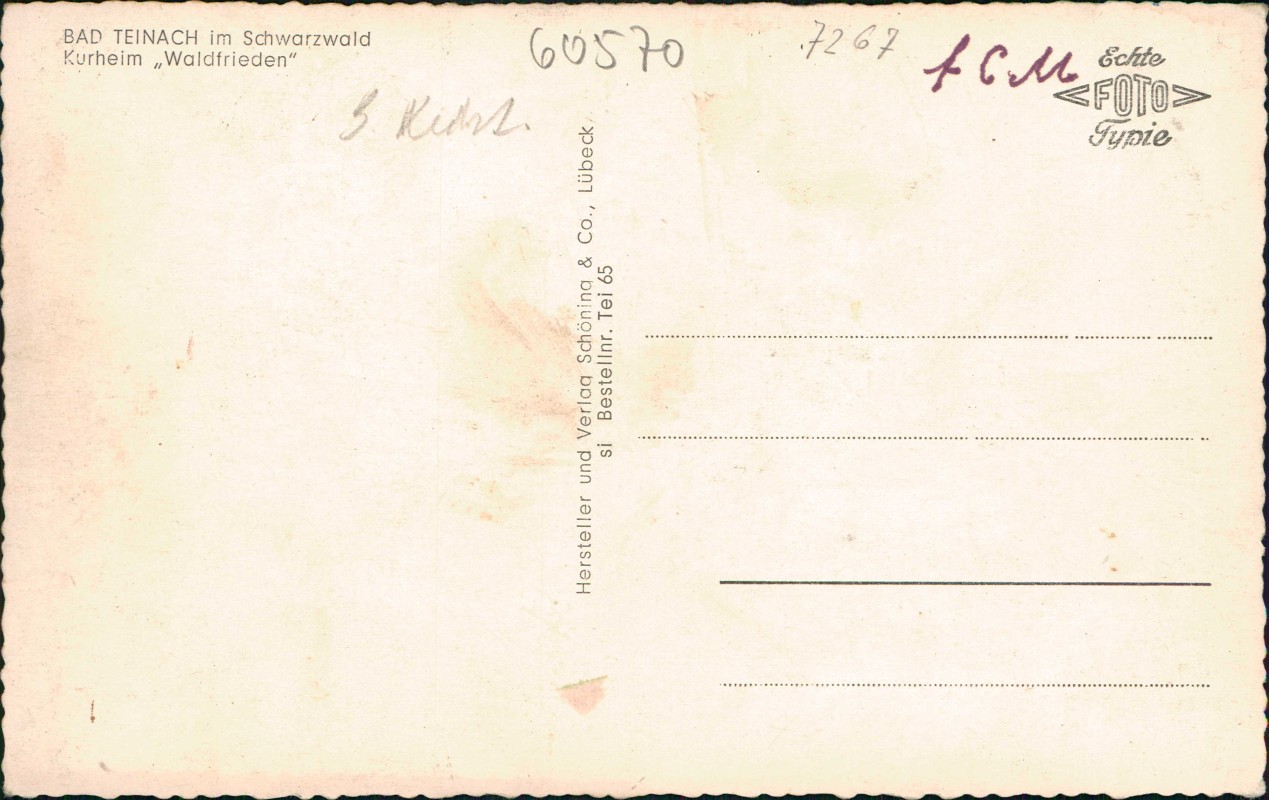 BAD TEINACH im Schwarzwald
Kurheim „Waldfrieden“
60570
7267
Echte
FOTO
Typie
Hersteller und Verlag Schöning & Co., Lübeck
si Bestellnr. Tei 65